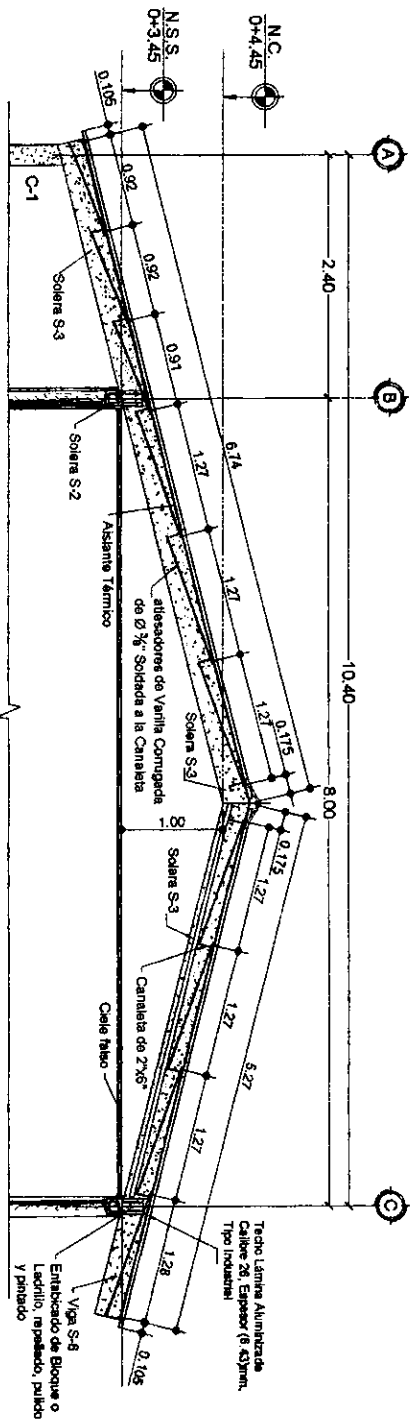 N.C.
0+4.45
N.S.S.
0+3.45
A
B
C
10.40
2.40
8.00
6.74
5.27
0.105
0.92
0.92
0.91
1.27
1.27
1.27
0.175
0.175
1.27
1.27
1.27
1.28
0.105
1.00
C-1
Solera S-3
Solera S-2
Aislante Térmico
atiesadores de Varilla Corrugada
de Ø ⅜" Soldada a la Canaleta
Solera S-3
Solara S-3
Canaleta de 2"x6"
Cielo falso
Techo Lámina Aluminizada
Calibre 26, Espesor (6.43)mm,
Tipo Industrial
Viga S-6
Entabicado de Bloque o
Ladrillo, repellado, pulido
y pintado